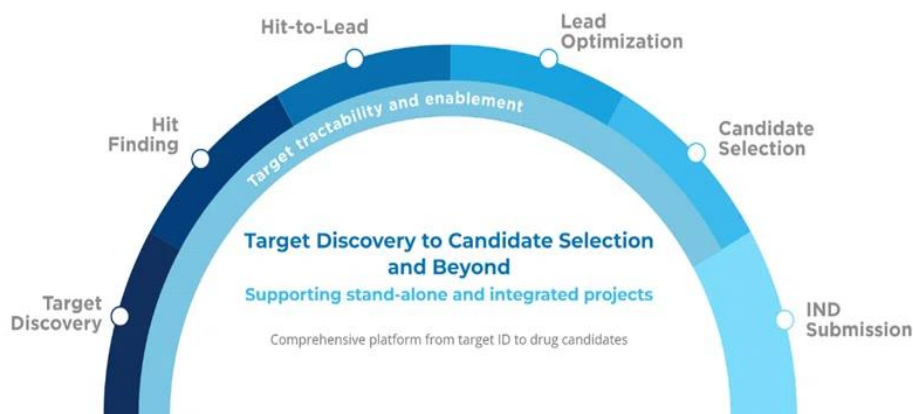 Target
Discovery
Hit
Finding
Hit-to-Lead
Lead
Optimization
Candidate
Selection
IND
Submission
Target tractability and enablement
Target Discovery to Candidate Selection
and Beyond
Supporting stand-alone and integrated projects
Comprehensive platform from target ID to drug candidates